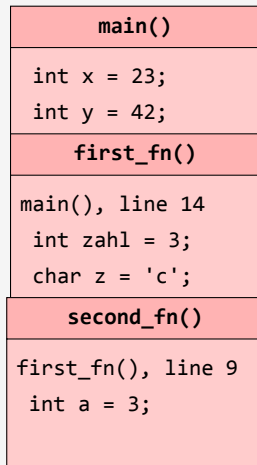 main()
int x = 23;
int y = 42;
first_fn()
main(), line 14
int zahl = 3;
char z = 'c';
second_fn()
first_fn(), line 9
int a = 3;